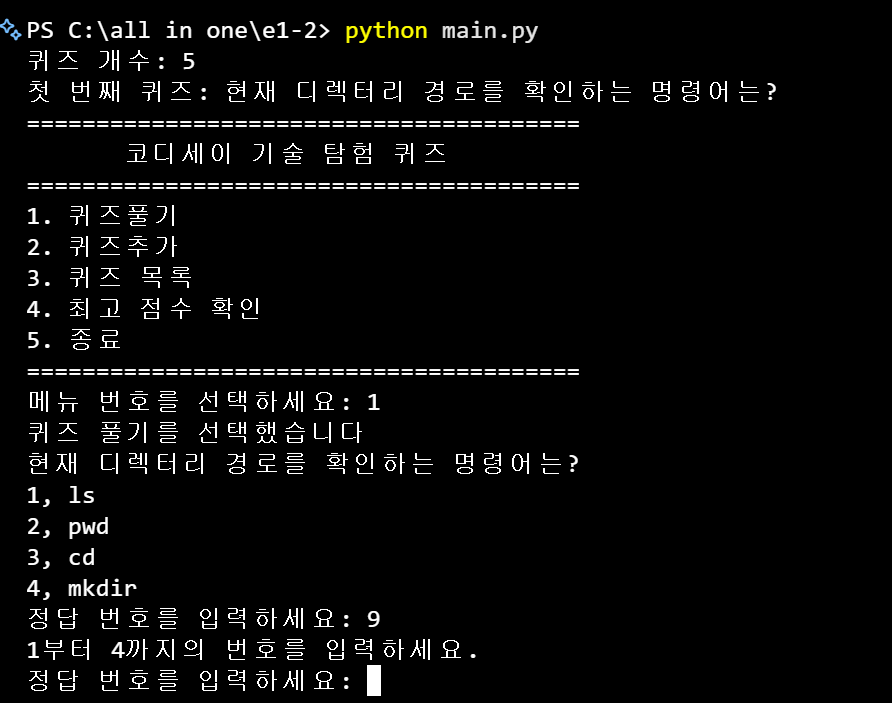 PS C:\all in one\e1-2> python main.py
퀴즈 개수: 5
첫 번째 퀴즈: 현재 디렉터리 경로를 확인하는 명령어는?
========================================
코디세이 기술 탐험 퀴즈
========================================
1. 퀴즈풀기
2. 퀴즈추가
3. 퀴즈 목록
4. 최고 점수 확인
5. 종료
========================================
메뉴 번호를 선택하세요: 1
퀴즈 풀기를 선택했습니다
현재 디렉터리 경로를 확인하는 명령어는?
1, ls
2, pwd
3, cd
4, mkdir
정답 번호를 입력하세요: 9
1부터 4까지의 번호를 입력하세요.
정답 번호를 입력하세요: